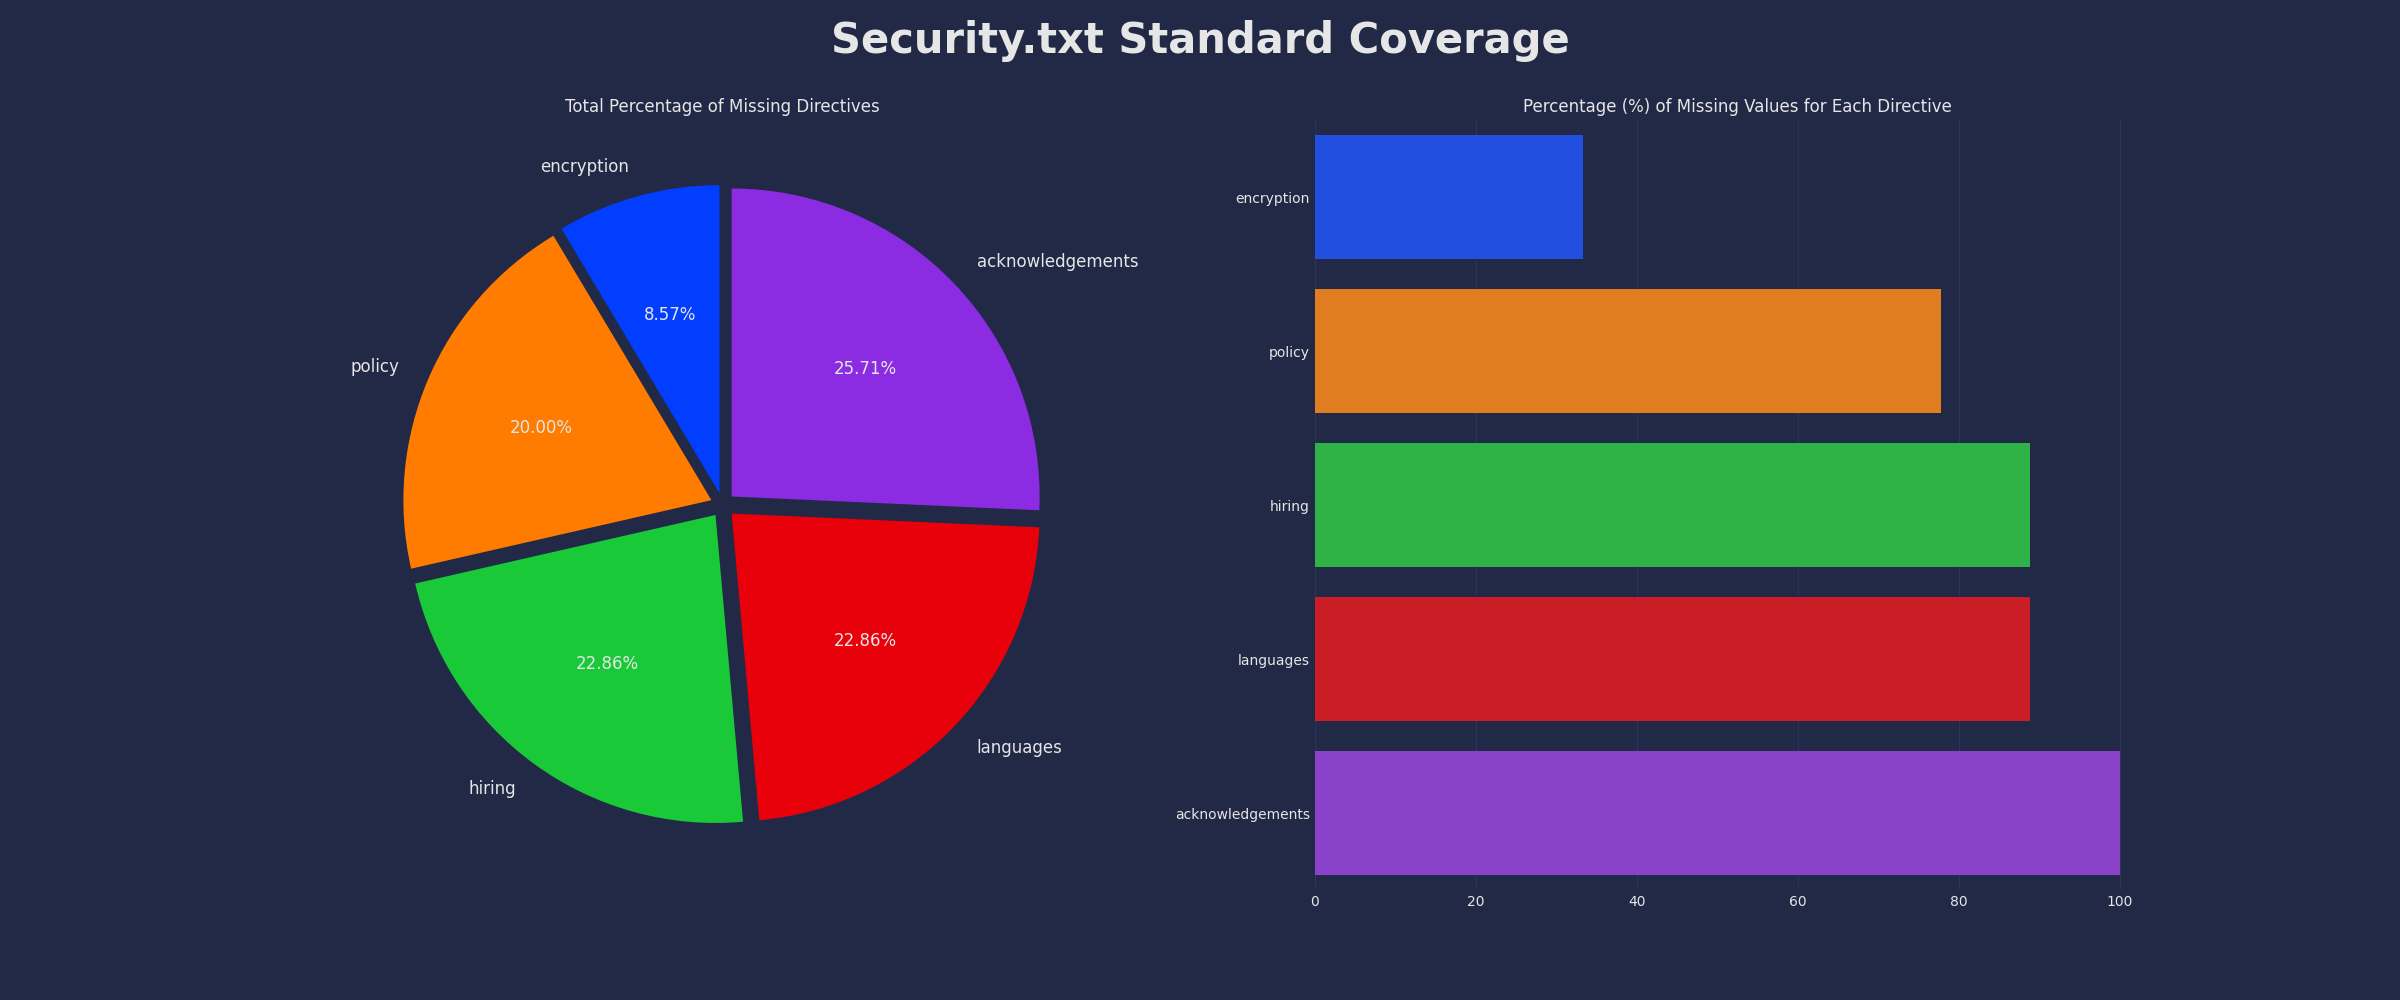 Security.txt Standard Coverage
Total Percentage of Missing Directives
encryption
8.57%
acknowledgements
25.71%
policy
20.00%
languages
22.86%
hiring
22.86%
Percentage (%) of Missing Values for Each Directive
encryption
policy
hiring
languages
acknowledgements
0 20 40 60 80 100